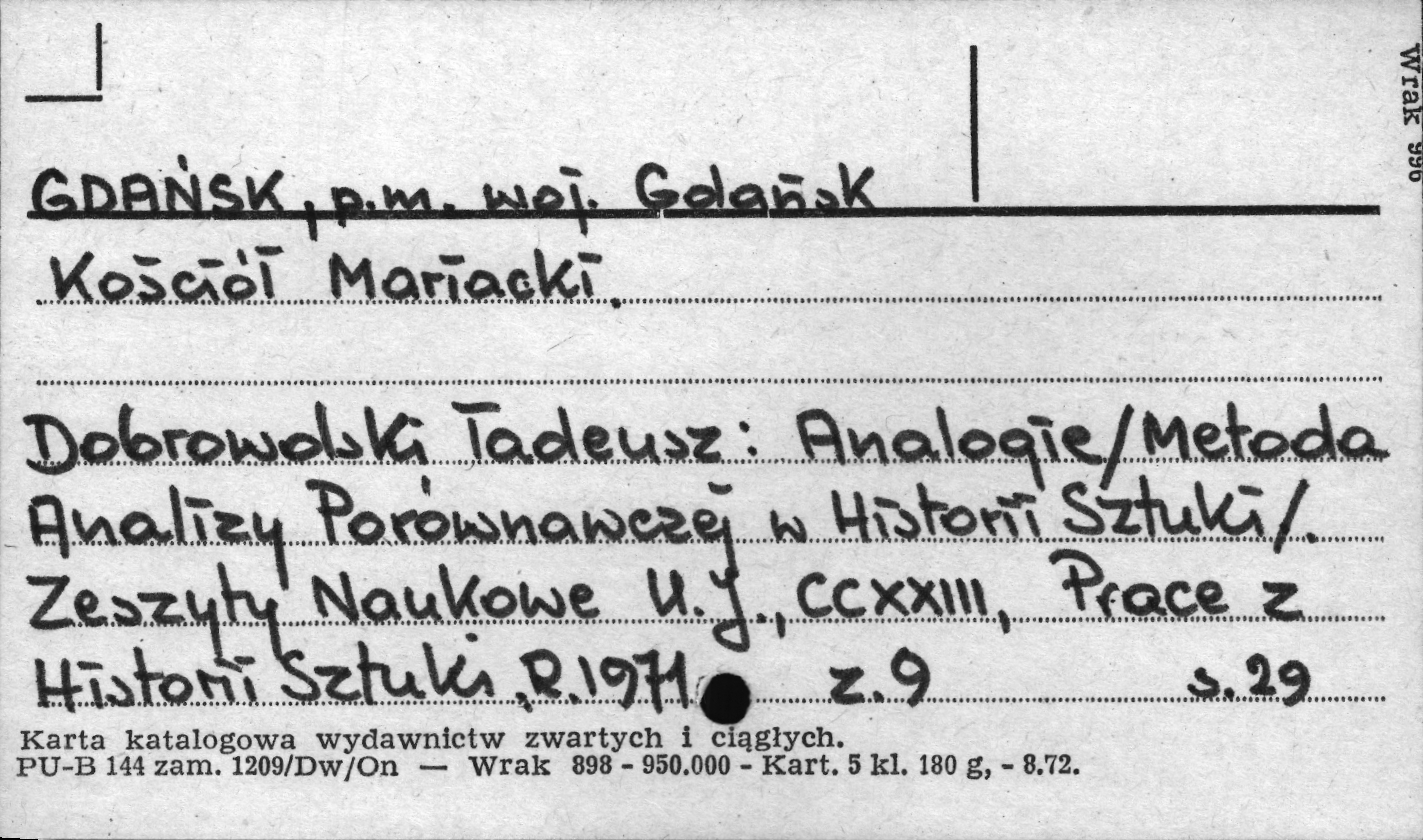 GDAŃSK, p.m. woj. Gdańsk
Kościół Mariacki.
Dobrowolski Tadeusz: Analogie/Metoda
Analizy Porównawczej w Historii Sztuki/.
Zeszyty Naukowe U.J., CCXXIII, Prace z
Historii Sztuki, R.1971 z.9 s.29
Karta katalogowa wydawnictw zwartych i ciągłych.
PU-B 144 zam. 1209/Dw/On — Wrak 898 - 950.000 - Kart. 5 kl. 180 g, - 8.72.
Wrak 996